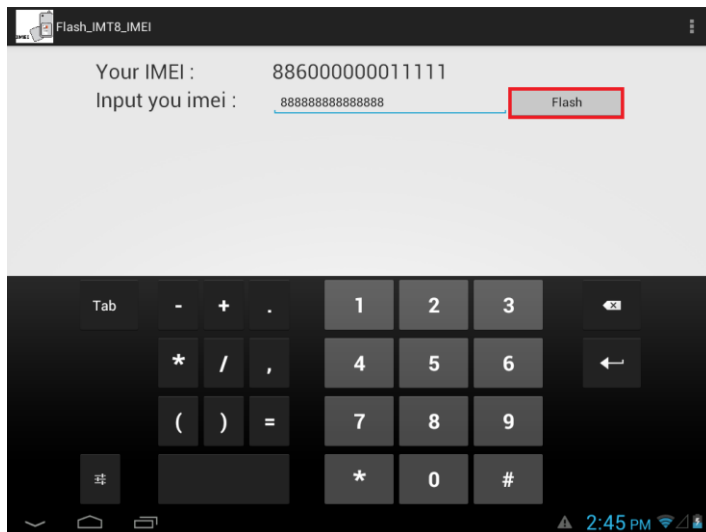 IMEI
Flash_IMT8_IMEI
Your IMEI : 886000000011111
Input you imei : 888888888888888 Flash
Tab - + . 1 2 3
* / , 4 5 6
( ) = 7 8 9
* 0 #
2:45 PM